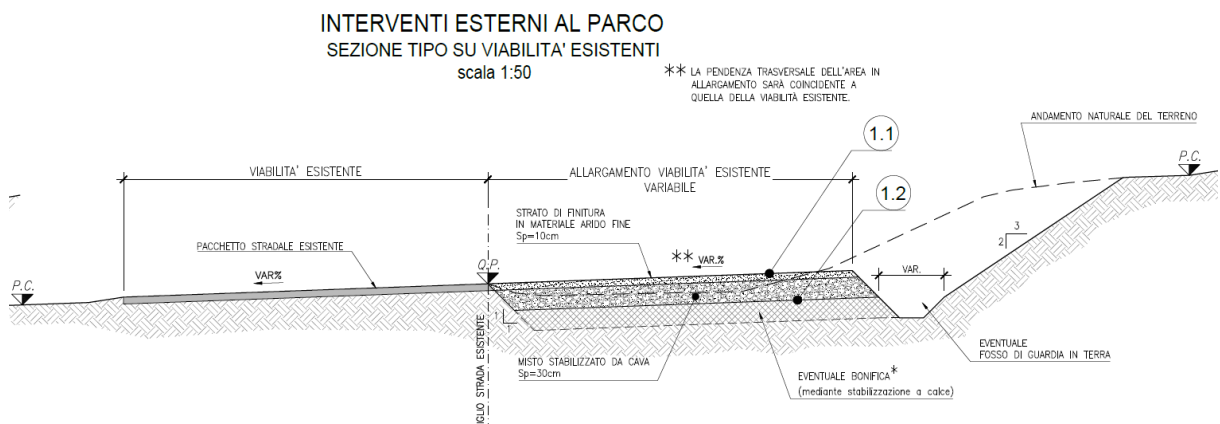 INTERVENTI ESTERNI AL PARCO
SEZIONE TIPO SU VIABILITA' ESISTENTI
scala 1:50
** LA PENDENZA TRASVERSALE DELL'AREA IN
ALLARGAMENTO SARÀ COINCIDENTE A
QUELLA DELLA VIABILITÀ ESISTENTE.
ANDAMENTO NATURALE DEL TERRENO
1.1
P.C.
VIABILITA' ESISTENTE
ALLARGAMENTO VIABILITA' ESISTENTE
VARIABILE
1.2
STRATO DI FINITURA
IN MATERIALE ARIDO FINE
Sp=10cm
3
2
PACCHETTO STRADALE ESISTENTE
** VAR.%
VAR.
Q.P.
VAR%
P.C.
1
1
MISTO STABILIZZATO DA CAVA
Sp=30cm
EVENTUALE BONIFICA*
(mediante stabilizzazione a calce)
EVENTUALE
FOSSO DI GUARDIA IN TERRA
STRADA ESISTENTE